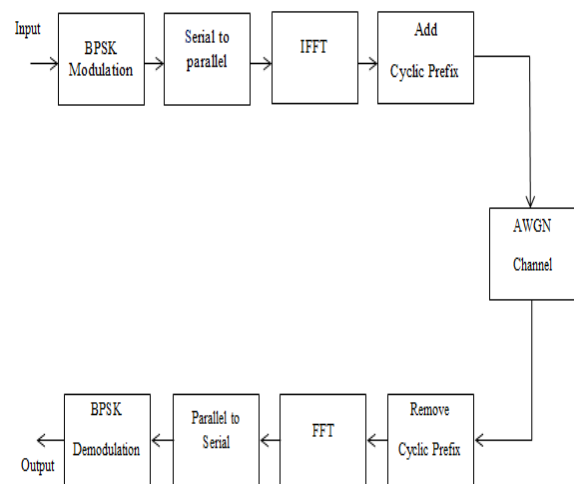 Input
BPSK
Modulation
Serial to
parallel
IFFT
Add
Cyclic Prefix
AWGN
Channel
Remove
Cyclic Prefix
FFT
Parallel to
Serial
BPSK
Demodulation
Output